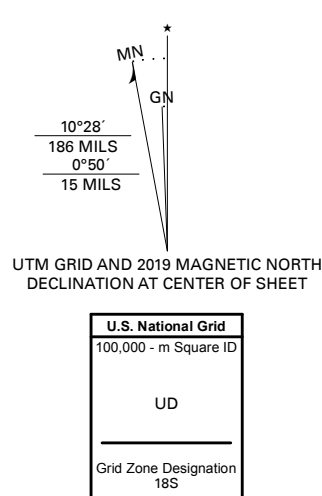 ★
MN
GN
10°28´
186 MILS
0°50´
15 MILS
UTM GRID AND 2019 MAGNETIC NORTH
DECLINATION AT CENTER OF SHEET
U.S. National Grid
100,000 - m Square ID
UD
Grid Zone Designation
18S